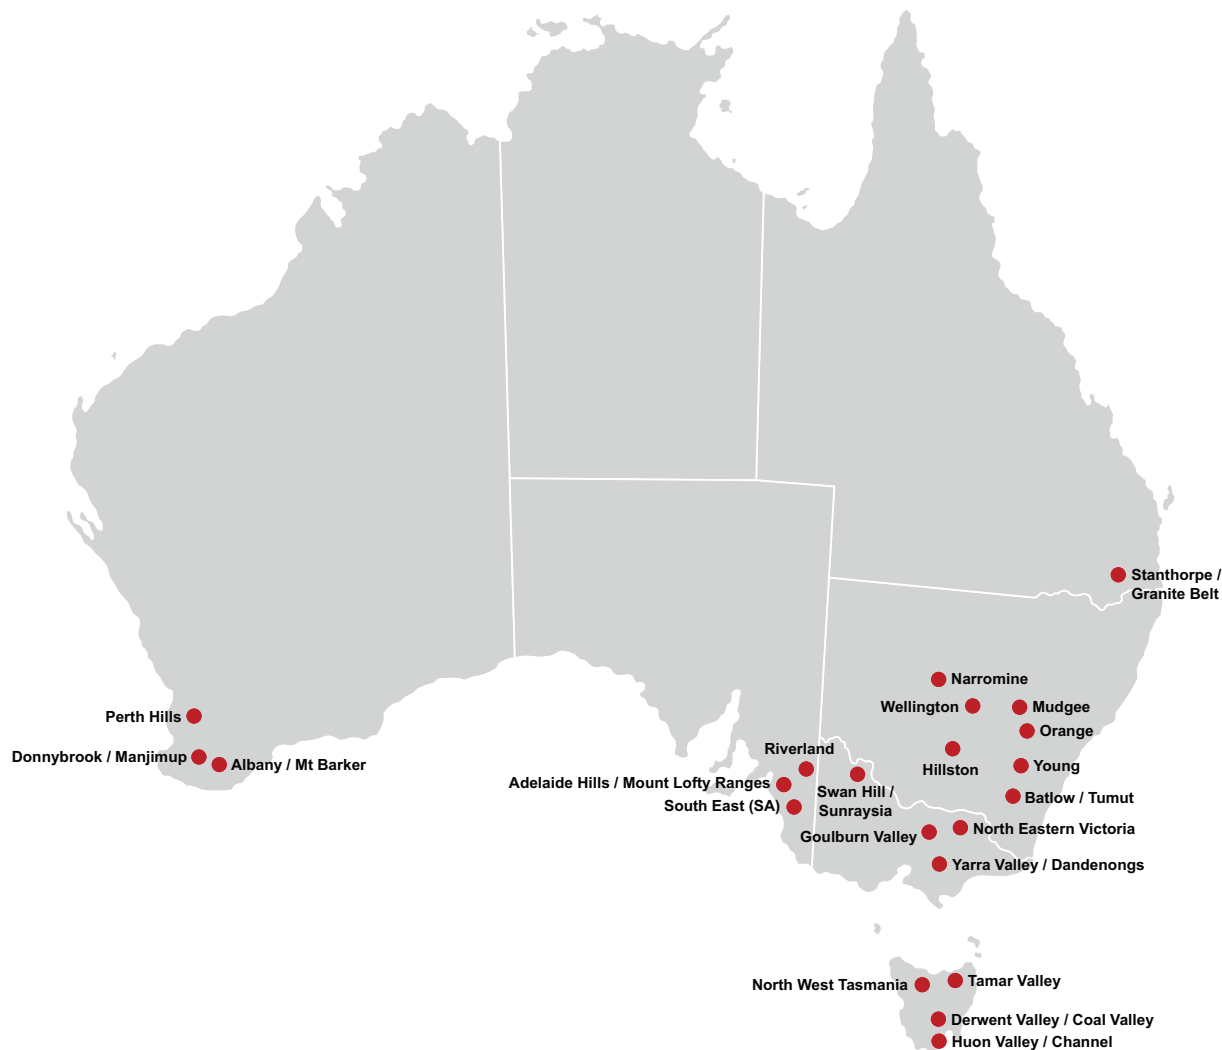 Stanthorpe /
Granite Belt
Narromine
Wellington
Mudgee
Orange
Perth Hills
Donnybrook / Manjimup
Albany / Mt Barker
Riverland
Hillston
Young
Adelaide Hills / Mount Lofty Ranges
Swan Hill /
Sunraysia
Batlow / Tumut
South East (SA)
Goulburn Valley
North Eastern Victoria
Yarra Valley / Dandenongs
North West Tasmania
Tamar Valley
Derwent Valley / Coal Valley
Huon Valley / Channel